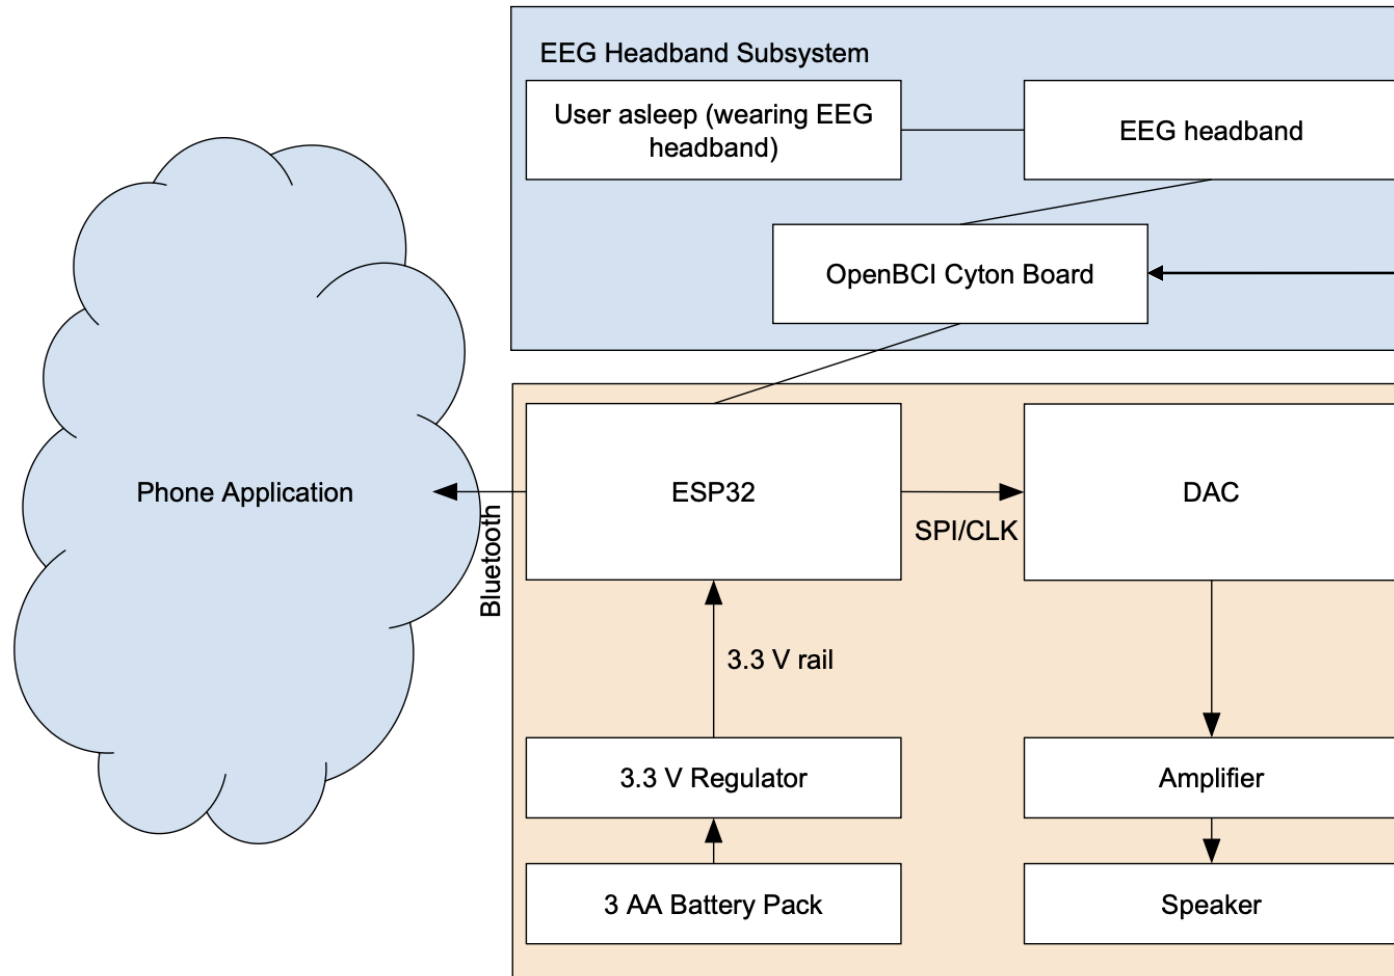 EEG Headband Subsystem
User asleep (wearing EEG
headband)
EEG headband
OpenBCI Cyton Board
Phone Application
Bluetooth
ESP32
SPI/CLK
DAC
3.3 V rail
3.3 V Regulator
Amplifier
3 AA Battery Pack
Speaker